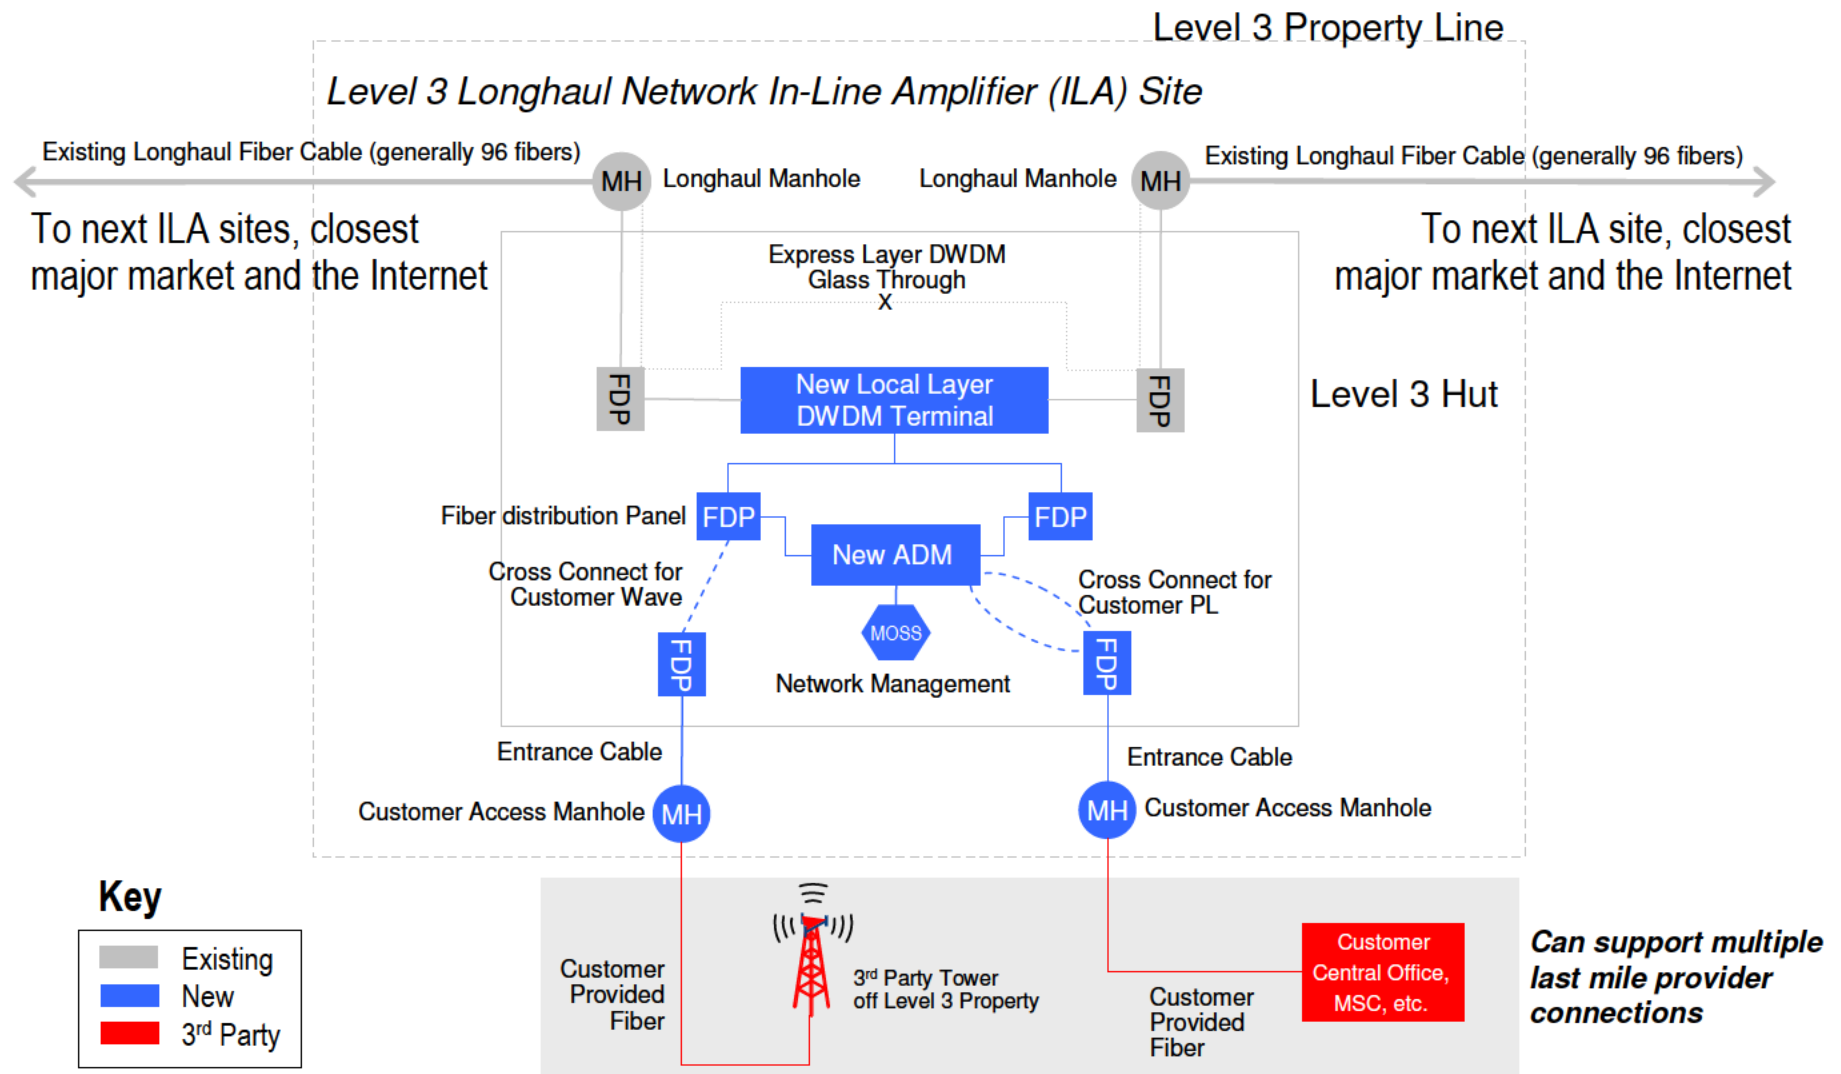 Level 3 Property Line
Level 3 Longhaul Network In-Line Amplifier (ILA) Site
Existing Longhaul Fiber Cable (generally 96 fibers)
MH
Longhaul Manhole
Longhaul Manhole
MH
Existing Longhaul Fiber Cable (generally 96 fibers)
To next ILA sites, closest
major market and the Internet
To next ILA site, closest
major market and the Internet
Express Layer DWDM
Glass Through
X
FDP
New Local Layer
DWDM Terminal
FDP
Level 3 Hut
Fiber distribution Panel
FDP
FDP
New ADM
Cross Connect for
Customer Wave
Cross Connect for
Customer PL
MOSS
FDP
FDP
Network Management
Entrance Cable
Entrance Cable
Customer Access Manhole
MH
MH
Customer Access Manhole
Key
Existing
New
3rd Party
Customer
Provided
Fiber
3rd Party Tower
off Level 3 Property
Customer
Provided
Fiber
Customer
Central Office,
MSC, etc.
Can support multiple
last mile provider
connections